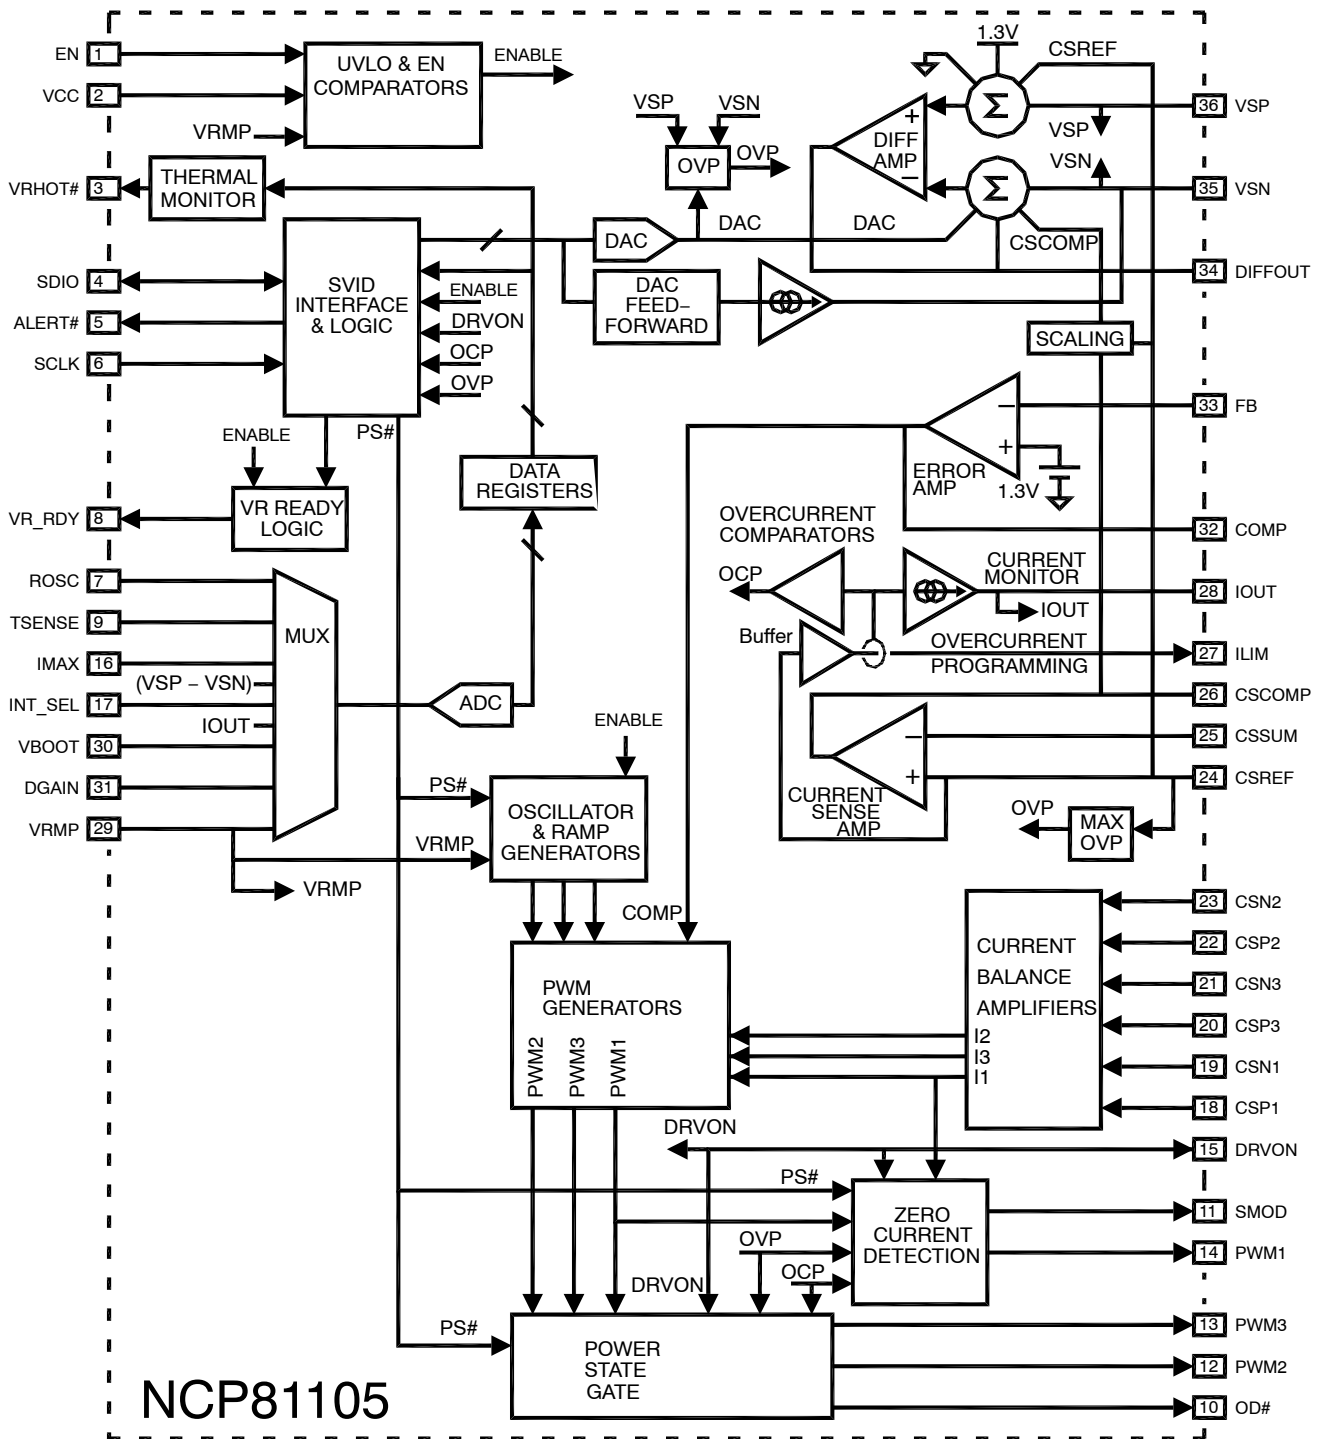 EN 1
VCC 2
VRMP
UVLO & EN
COMPARATORS
ENABLE
VRHOT# 3
THERMAL
MONITOR
SDIO 4
ALERT# 5
SCLK 6
SVID
INTERFACE
& LOGIC
ENABLE
DRVON
OCP
OVP
PS#
ENABLE
VR_RDY 8
VR READY
LOGIC
DATA
REGISTERS
ROSC 7
TSENSE 9
IMAX 16
(VSP – VSN)
INT_SEL 17
IOUT
VBOOT 30
DGAIN 31
VRMP 29
MUX
ADC
VRMP
VSP
VSN
OVP
OVP
DAC
DAC
DAC
DAC
FEED–
FORWARD
1.3V
CSREF
Σ
36 VSP
VSP
+
DIFF
AMP
–
VSN
Σ
35 VSN
CSCOMP
34 DIFFOUT
SCALING
–
33 FB
+
ERROR
AMP
1.3V
32 COMP
OVERCURRENT
COMPARATORS
OCP
CURRENT
MONITOR
28 IOUT
IOUT
Buffer
OVERCURRENT
PROGRAMMING
27 ILIM
26 CSCOMP
–
25 CSSUM
+
24 CSREF
CURRENT
SENSE
AMP
OVP
MAX
OVP
ENABLE
PS#
VRMP
OSCILLATOR
& RAMP
GENERATORS
COMP
PWM
GENERATORS
PWM2
PWM3
PWM1
CURRENT
BALANCE
AMPLIFIERS
I2
I3
I1
23 CSN2
22 CSP2
21 CSN3
20 CSP3
19 CSN1
18 CSP1
DRVON
15 DRVON
PS#
ZERO
CURRENT
DETECTION
11 SMOD
14 PWM1
OVP
OCP
DRVON
PS#
POWER
STATE
GATE
13 PWM3
12 PWM2
10 OD#
NCP81105